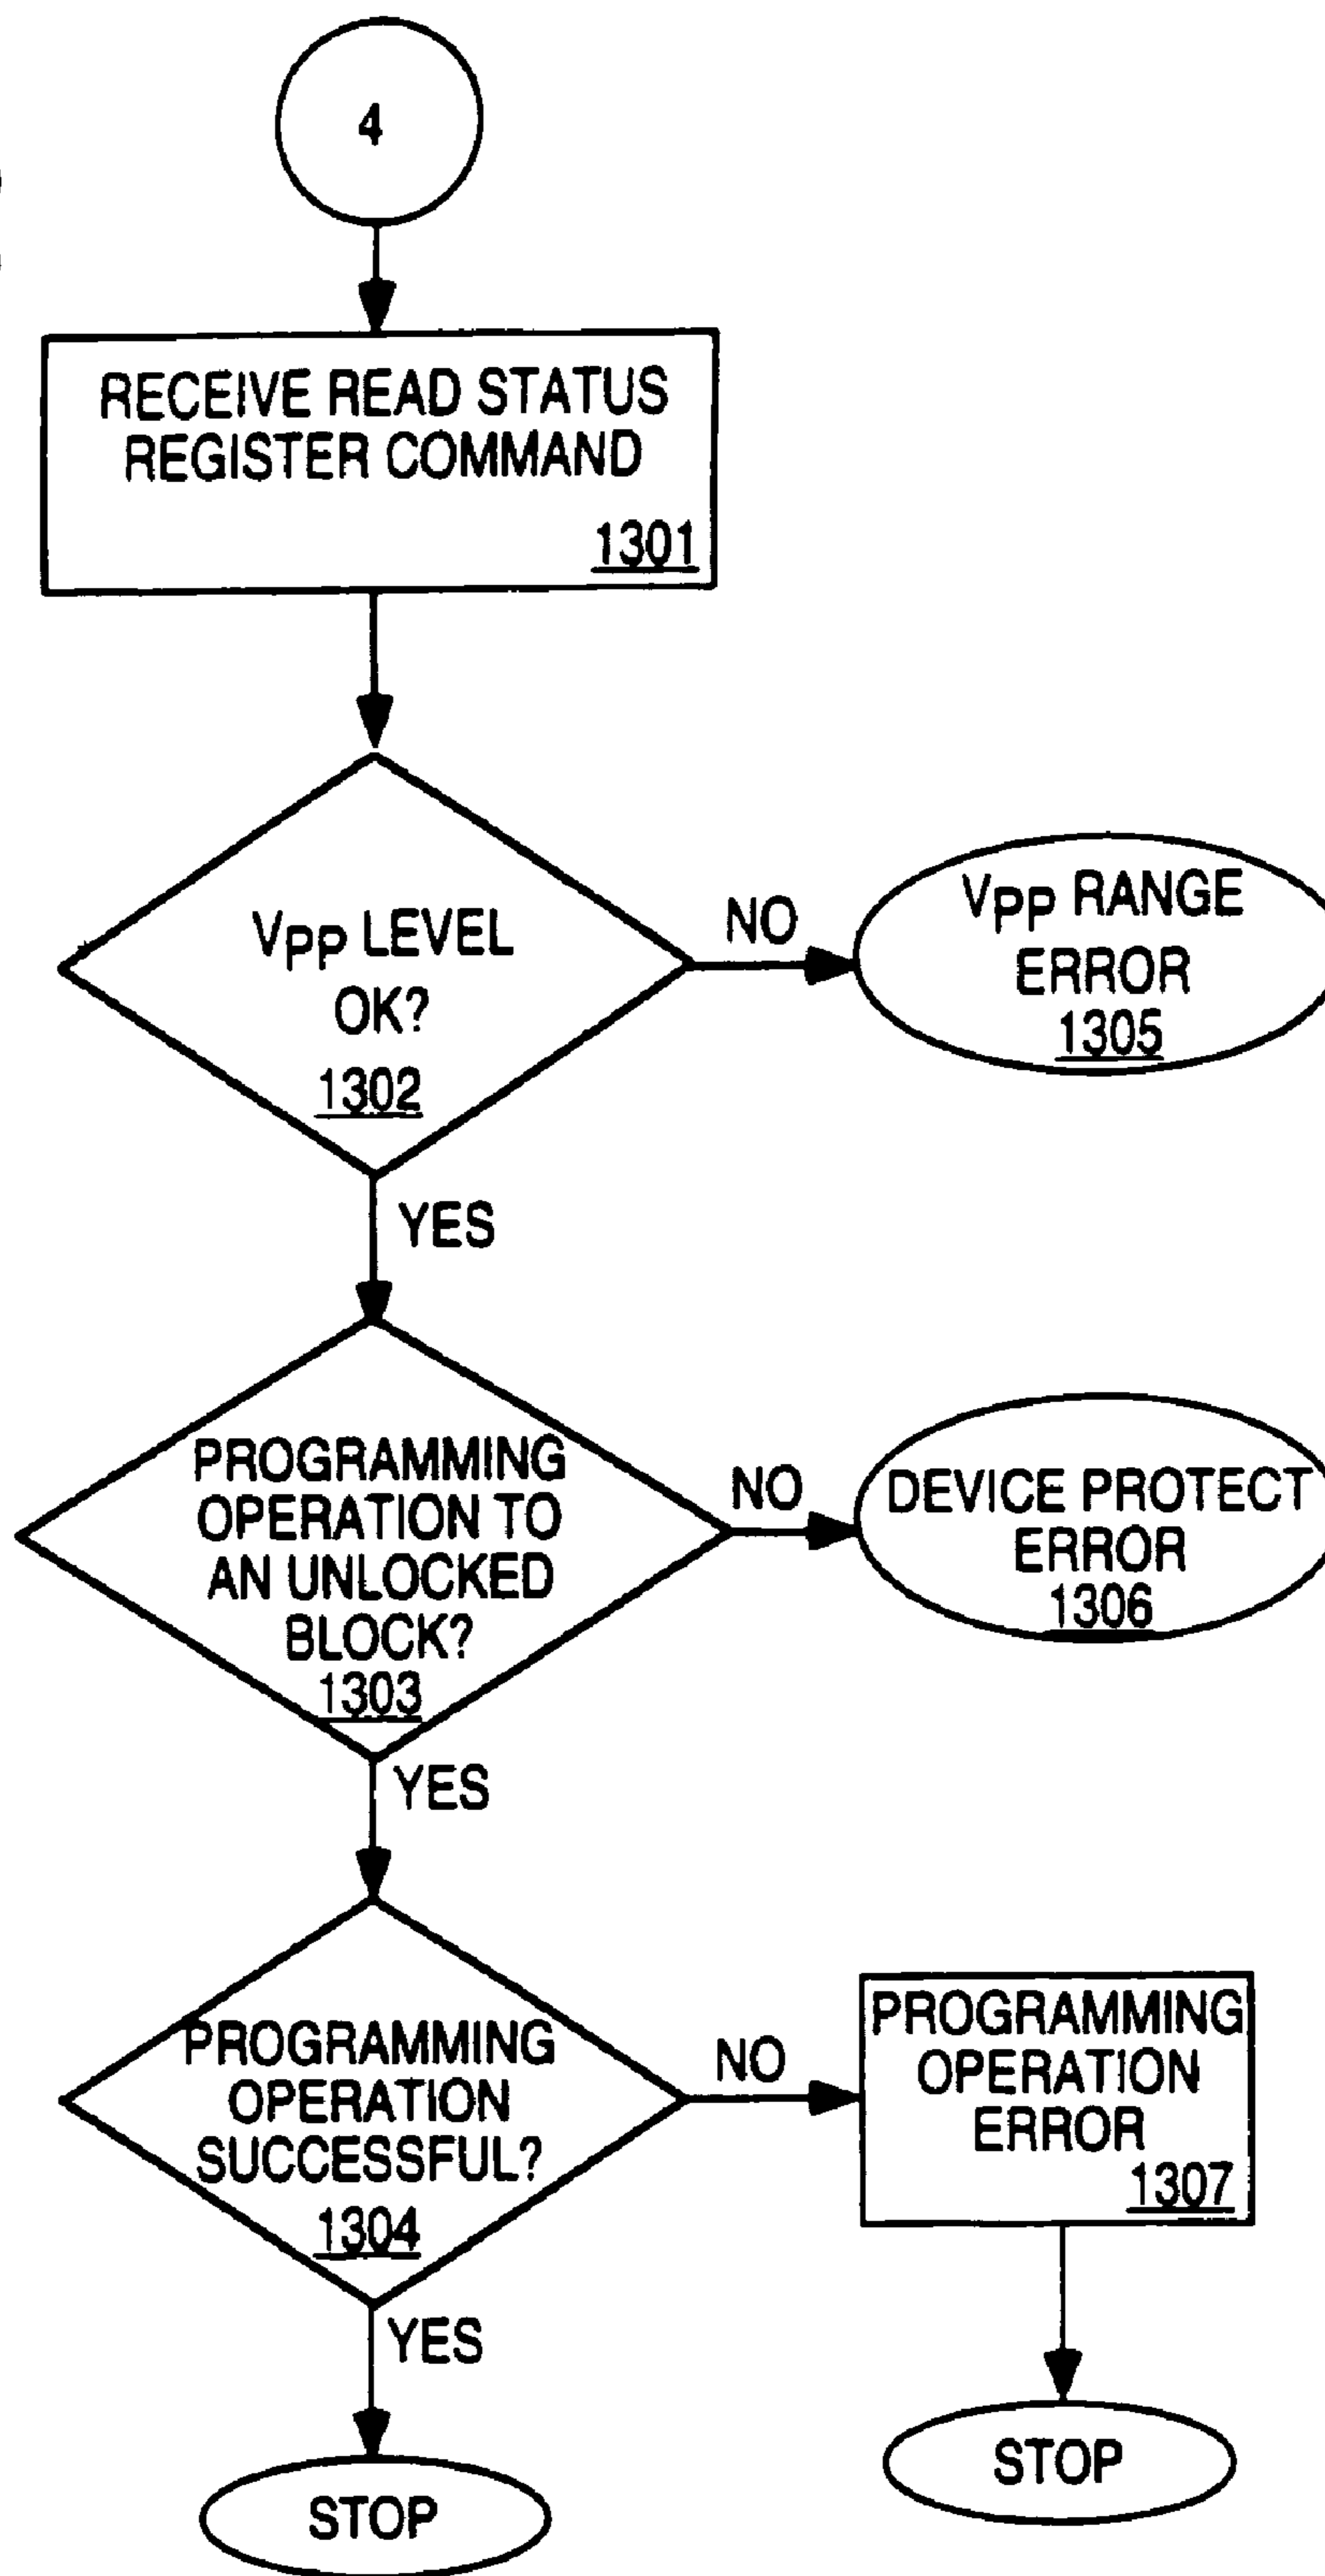 4
RECEIVE READ STATUS
REGISTER COMMAND
1301
VPP LEVEL
OK?
1302
NO
VPP RANGE
ERROR
1305
YES
PROGRAMMING
OPERATION TO
AN UNLOCKED
BLOCK?
1303
NO
DEVICE PROTECT
ERROR
1306
YES
PROGRAMMING
OPERATION
SUCCESSFUL?
1304
NO
PROGRAMMING
OPERATION
ERROR
1307
YES
STOP
STOP